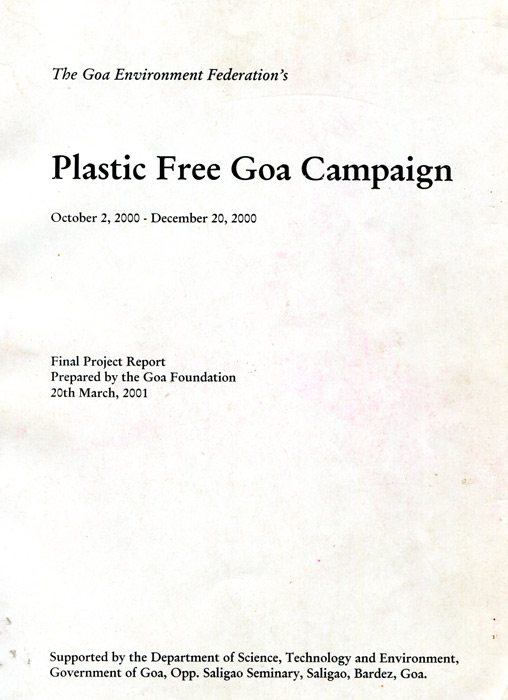 The Goa Environment Federation's
Plastic Free Goa Campaign
October 2, 2000 - December 20, 2000
Final Project Report
Prepared by the Goa Foundation
20th March, 2001
Supported by the Department of Science, Technology and Environment,
Government of Goa, Opp. Saligao Seminary, Saligao, Bardez, Goa.